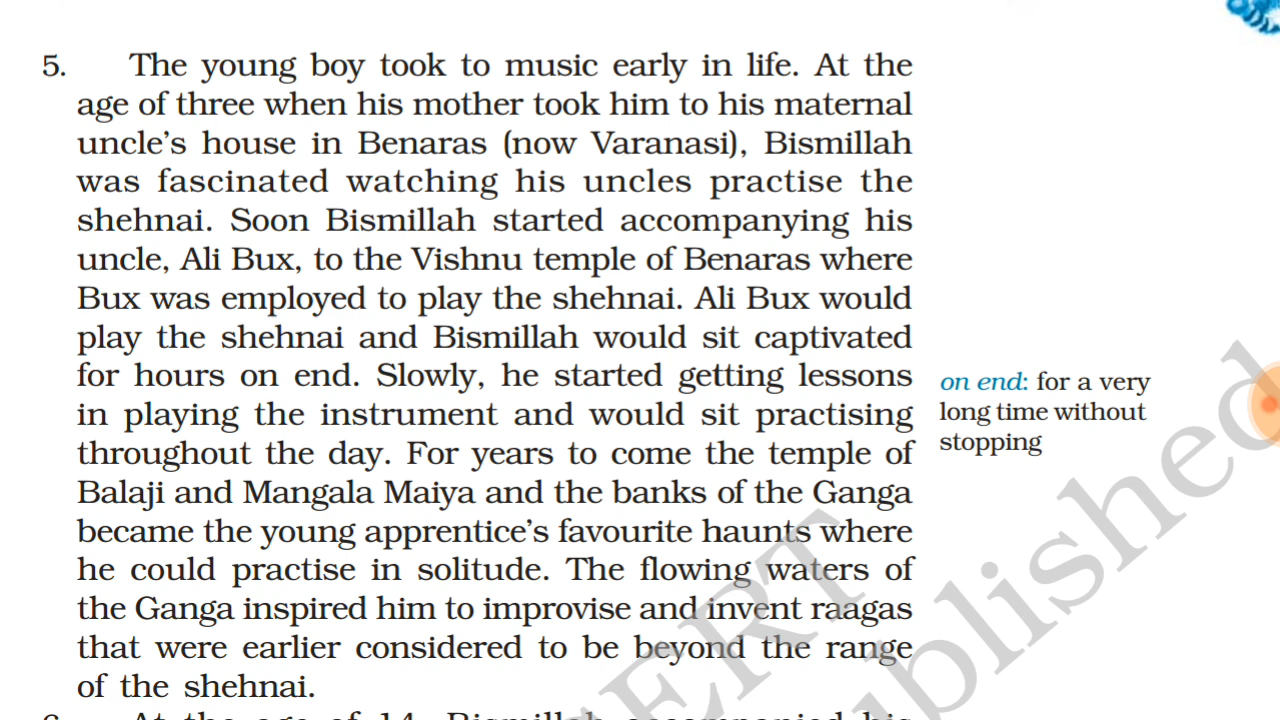 5. The young boy took to music early in life. At the
age of three when his mother took him to his maternal
uncle's house in Benaras (now Varanasi), Bismillah
was fascinated watching his uncles practise the
shehnai. Soon Bismillah started accompanying his
uncle, Ali Bux, to the Vishnu temple of Benaras where
Bux was employed to play the shehnai. Ali Bux would
play the shehnai and Bismillah would sit captivated
for hours on end. Slowly, he started getting lessons
in playing the instrument and would sit practising
throughout the day. For years to come the temple of
Balaji and Mangala Maiya and the banks of the Ganga
became the young apprentice's favourite haunts where
he could practise in solitude. The flowing waters of
the Ganga inspired him to improvise and invent raagas
that were earlier considered to be beyond the range
of the shehnai.
on end: for a very
long time without
stopping